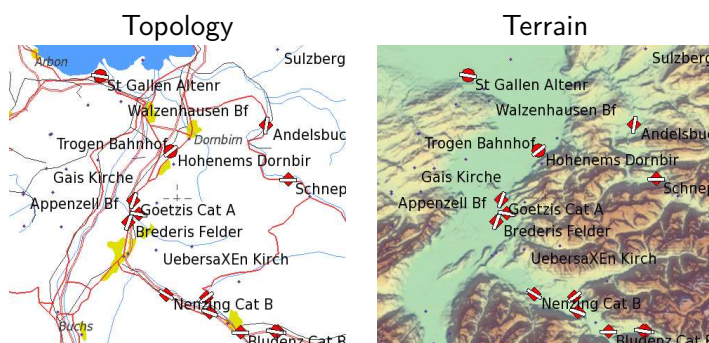 Topology
Arbon
Sulzberg
St Gallen Altenr
Walzenhausen Bf
Dornbirn
Andelsbuc
Trogen Bahnhof
Hohenems Dornbir
Gais Kirche
Schnep
Appenzell Bf
Goetzis Cat A
Brederis Felder
UebersaXEn Kirch
Nenzing Cat B
Buchs
Bludenz Cat B
Terrain
Sulzberg
St Gallen Altenr
Walzenhausen Bf
Andelsbuc
Trogen Bahnhof
Hohenems Dornbir
Gais Kirche
Schnep
Appenzell Bf
Goetzis Cat A
Brederis Felder
UebersaXEn Kirch
Nenzing Cat B
Bludenz Cat B